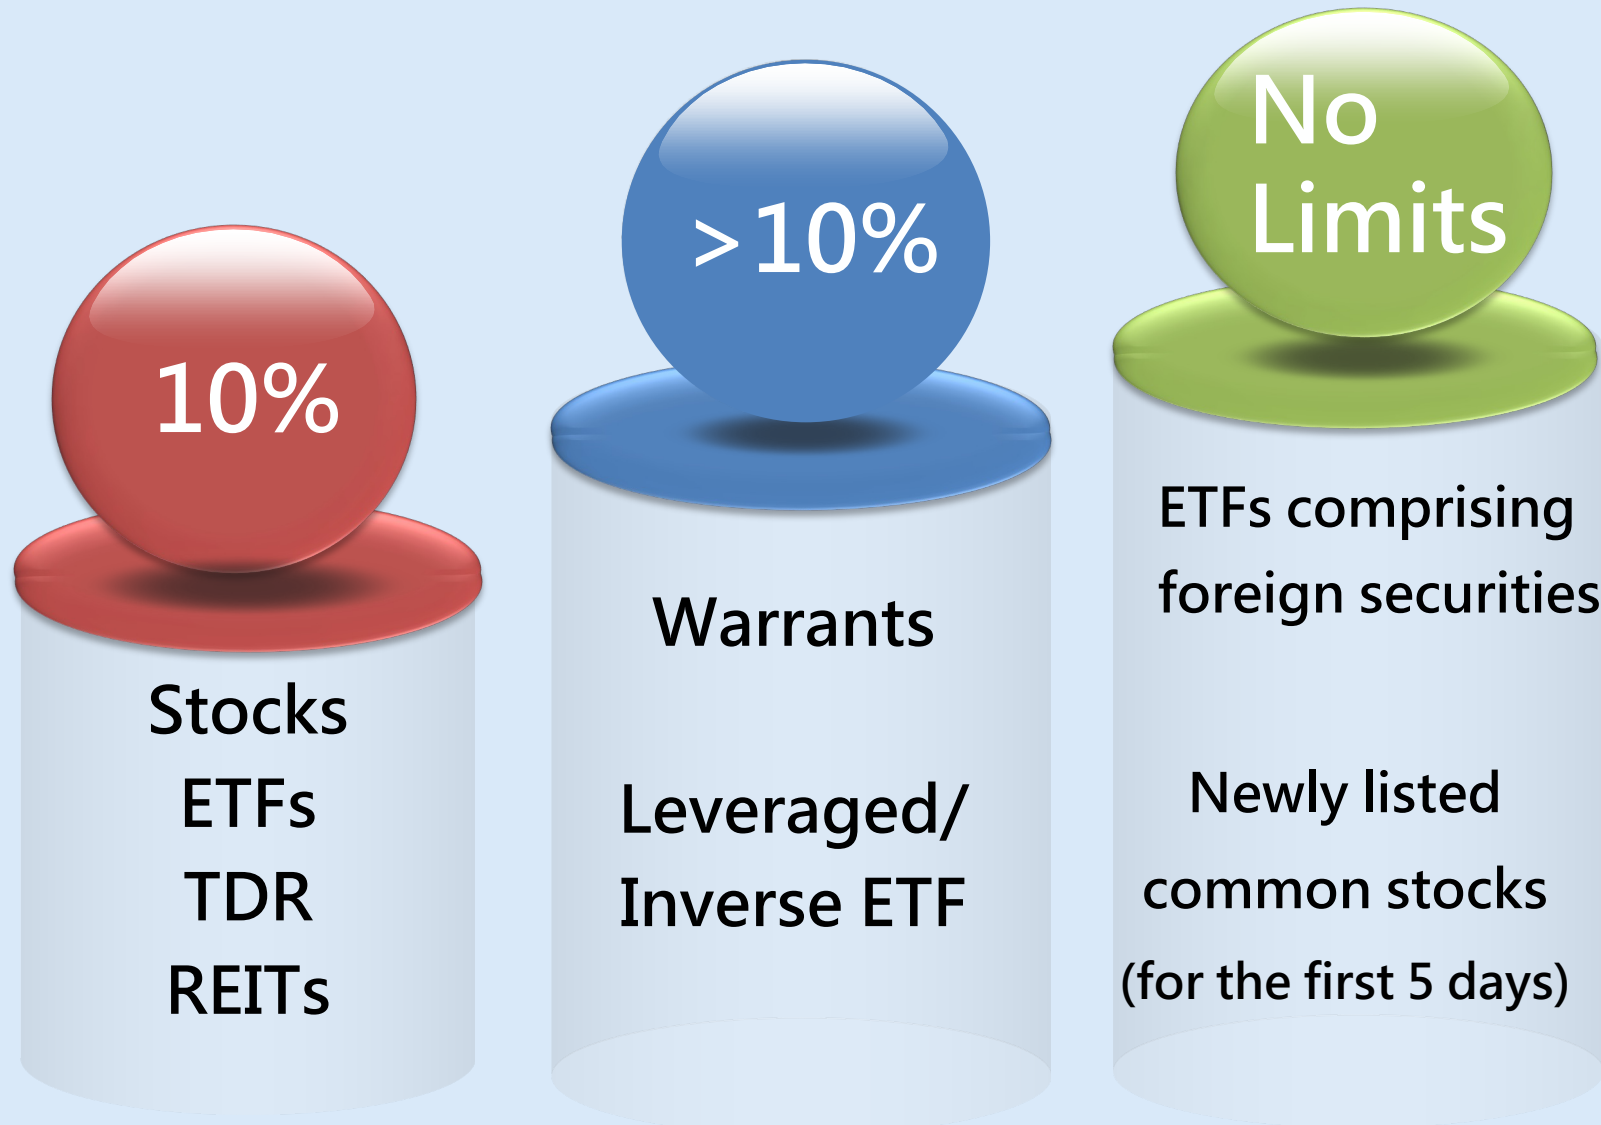 10%
Stocks
ETFs
TDR
REITs
>10%
Warrants
Leveraged/
Inverse ETF
No
Limits
ETFs comprising
foreign securities
Newly listed
common stocks
(for the first 5 days)